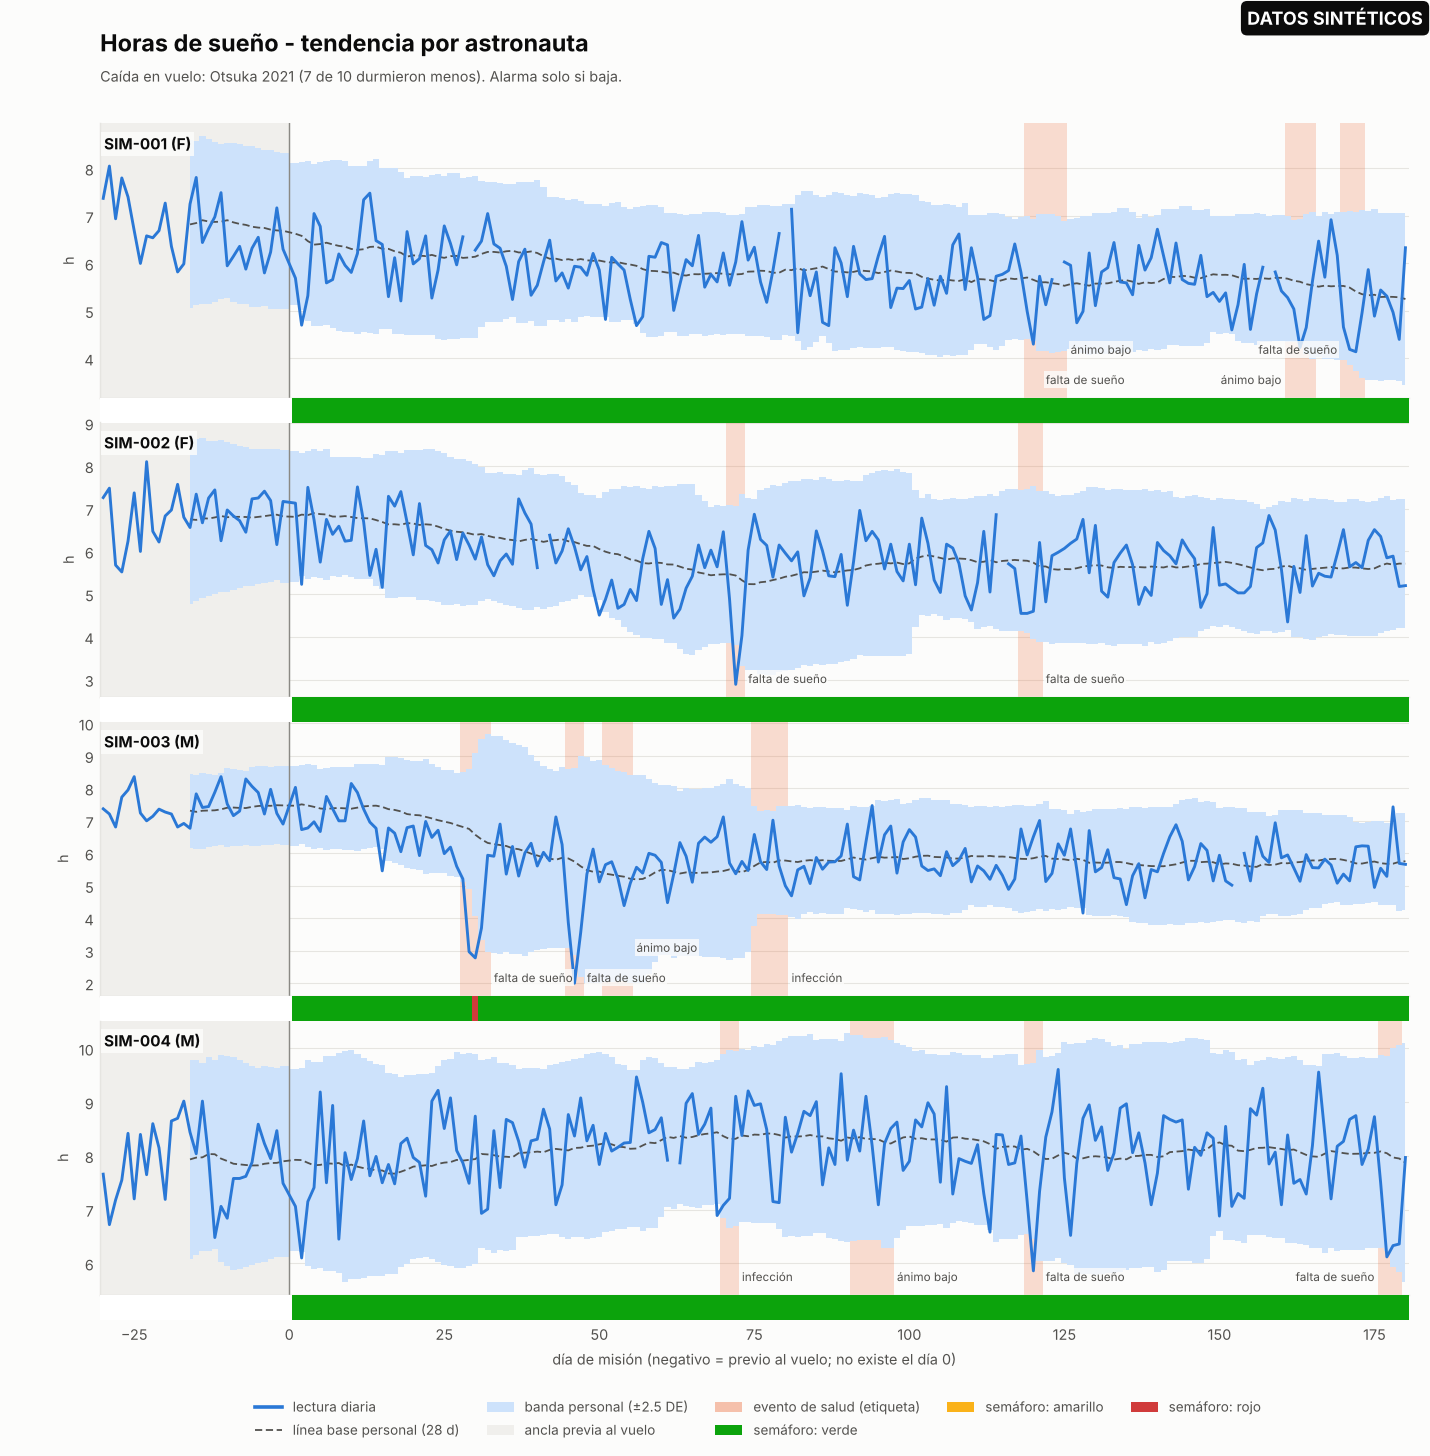 DATOS SINTÉTICOS
Horas de sueño - tendencia por astronauta
Caída en vuelo: Otsuka 2021 (7 de 10 durmieron menos). Alarma solo si baja.
SIM-001 (F)
8
7
6
5
4
h
ánimo bajo
falta de sueño
falta de sueño
ánimo bajo
SIM-002 (F)
9
8
7
6
5
4
3
h
falta de sueño
falta de sueño
SIM-003 (M)
10
9
8
7
6
5
4
3
2
h
ánimo bajo
falta de sueño
falta de sueño
infección
SIM-004 (M)
10
9
8
7
6
h
infección
ánimo bajo
falta de sueño
falta de sueño
−25 0 25 50 75 100 125 150 175
día de misión (negativo = previo al vuelo; no existe el día 0)
lectura diaria
banda personal (±2.5 DE)
evento de salud (etiqueta)
semáforo: amarillo
semáforo: rojo
línea base personal (28 d)
ancla previa al vuelo
semáforo: verde